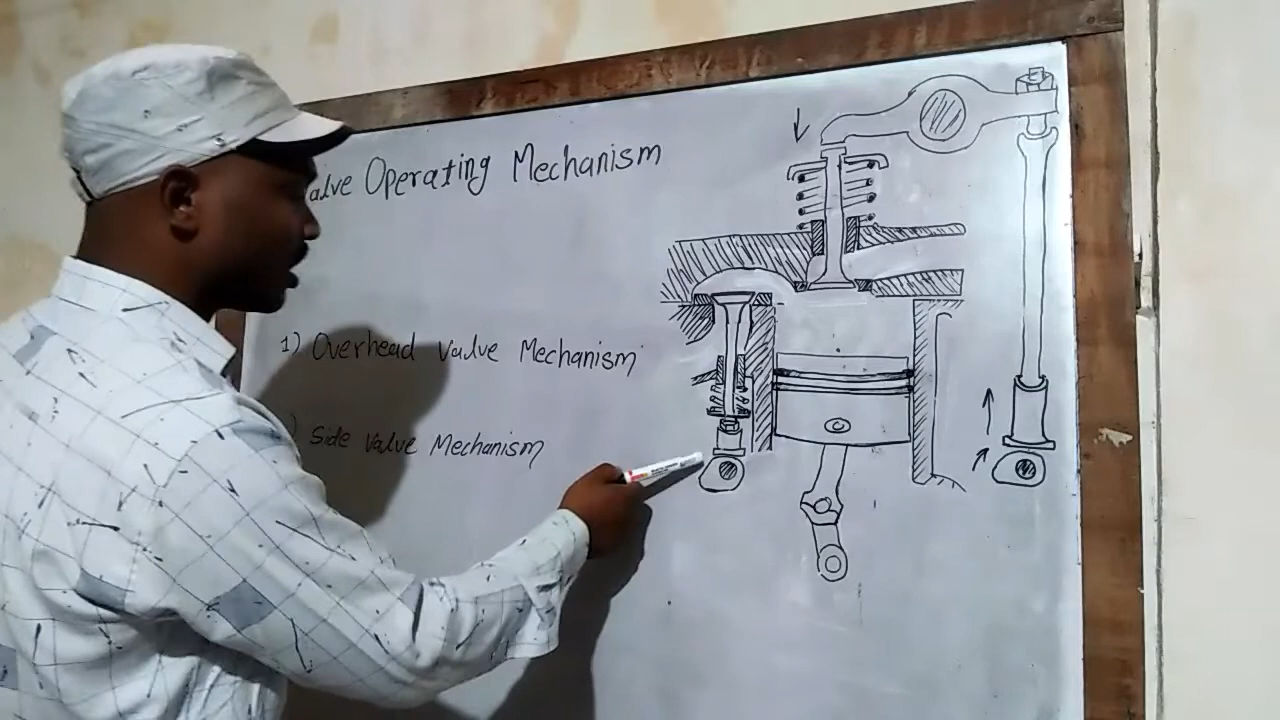 alve Operating Mechanism
1) Overhead Valve Mechanism
) Side Valve Mechanism